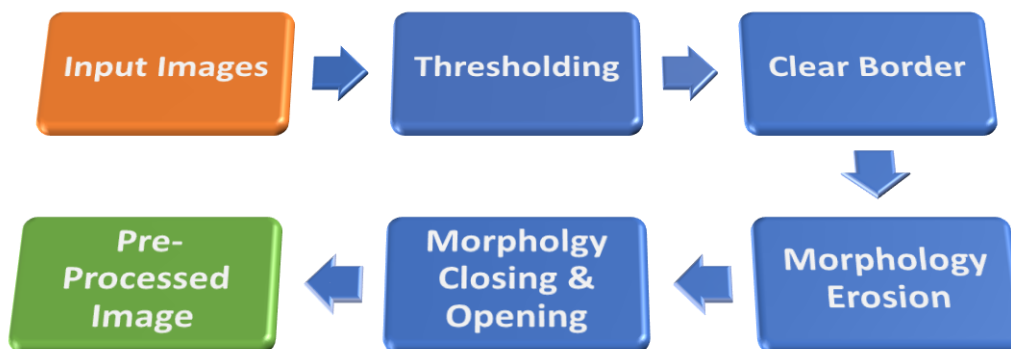 Input Images
Thresholding
Clear Border
Morphology
Erosion
Morpholgy
Closing &
Opening
Pre-
Processed
Image